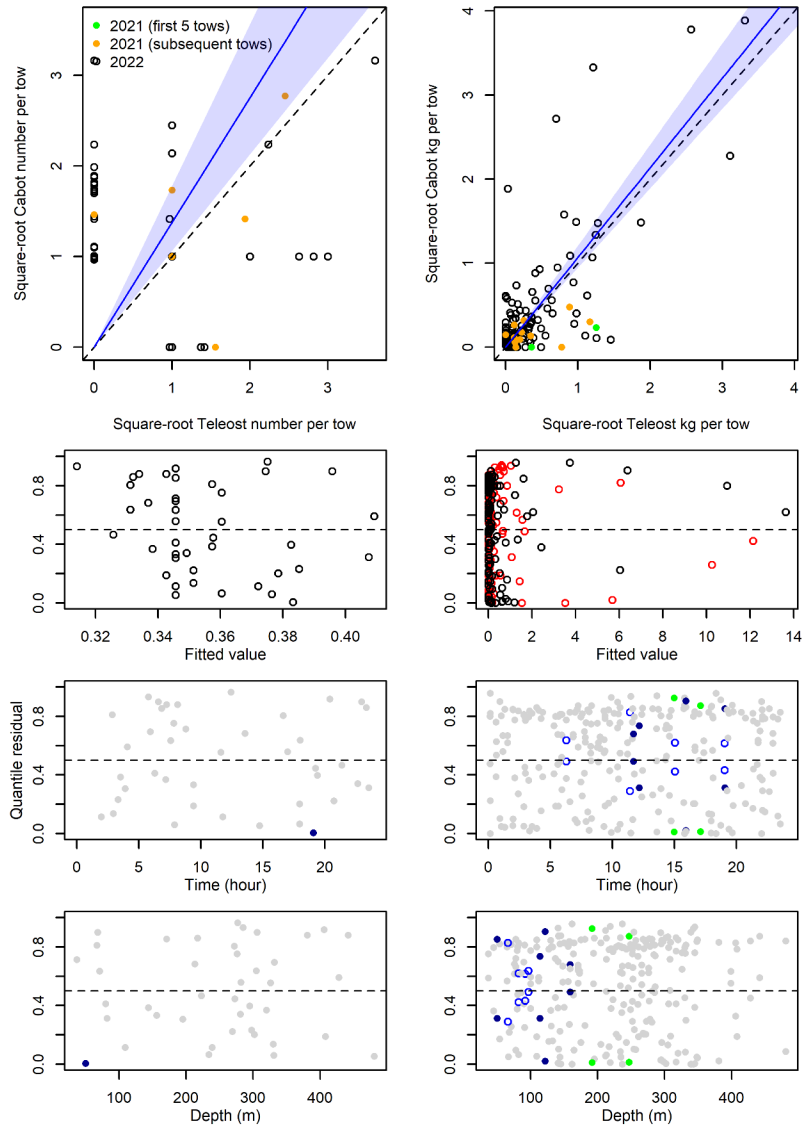 2021 (first 5 tows)
2021 (subsequent tows)
2022
Square-root Cabot number per tow
0 1 2 3
0 1 2 3
Square-root Teleost number per tow
Square-root Cabot kg per tow
0 1 2 3 4
0 1 2 3 4
Square-root Teleost kg per tow
Quantile residual
0.0 0.4 0.8
0.32 0.34 0.36 0.38 0.40
Fitted value
0.0 0.4 0.8
0 2 4 6 8 10 12 14
Fitted value
0.0 0.4 0.8
0 5 10 15 20
Time (hour)
0.0 0.4 0.8
0 5 10 15 20
Time (hour)
0.0 0.4 0.8
100 200 300 400
Depth (m)
0.0 0.4 0.8
100 200 300 400
Depth (m)